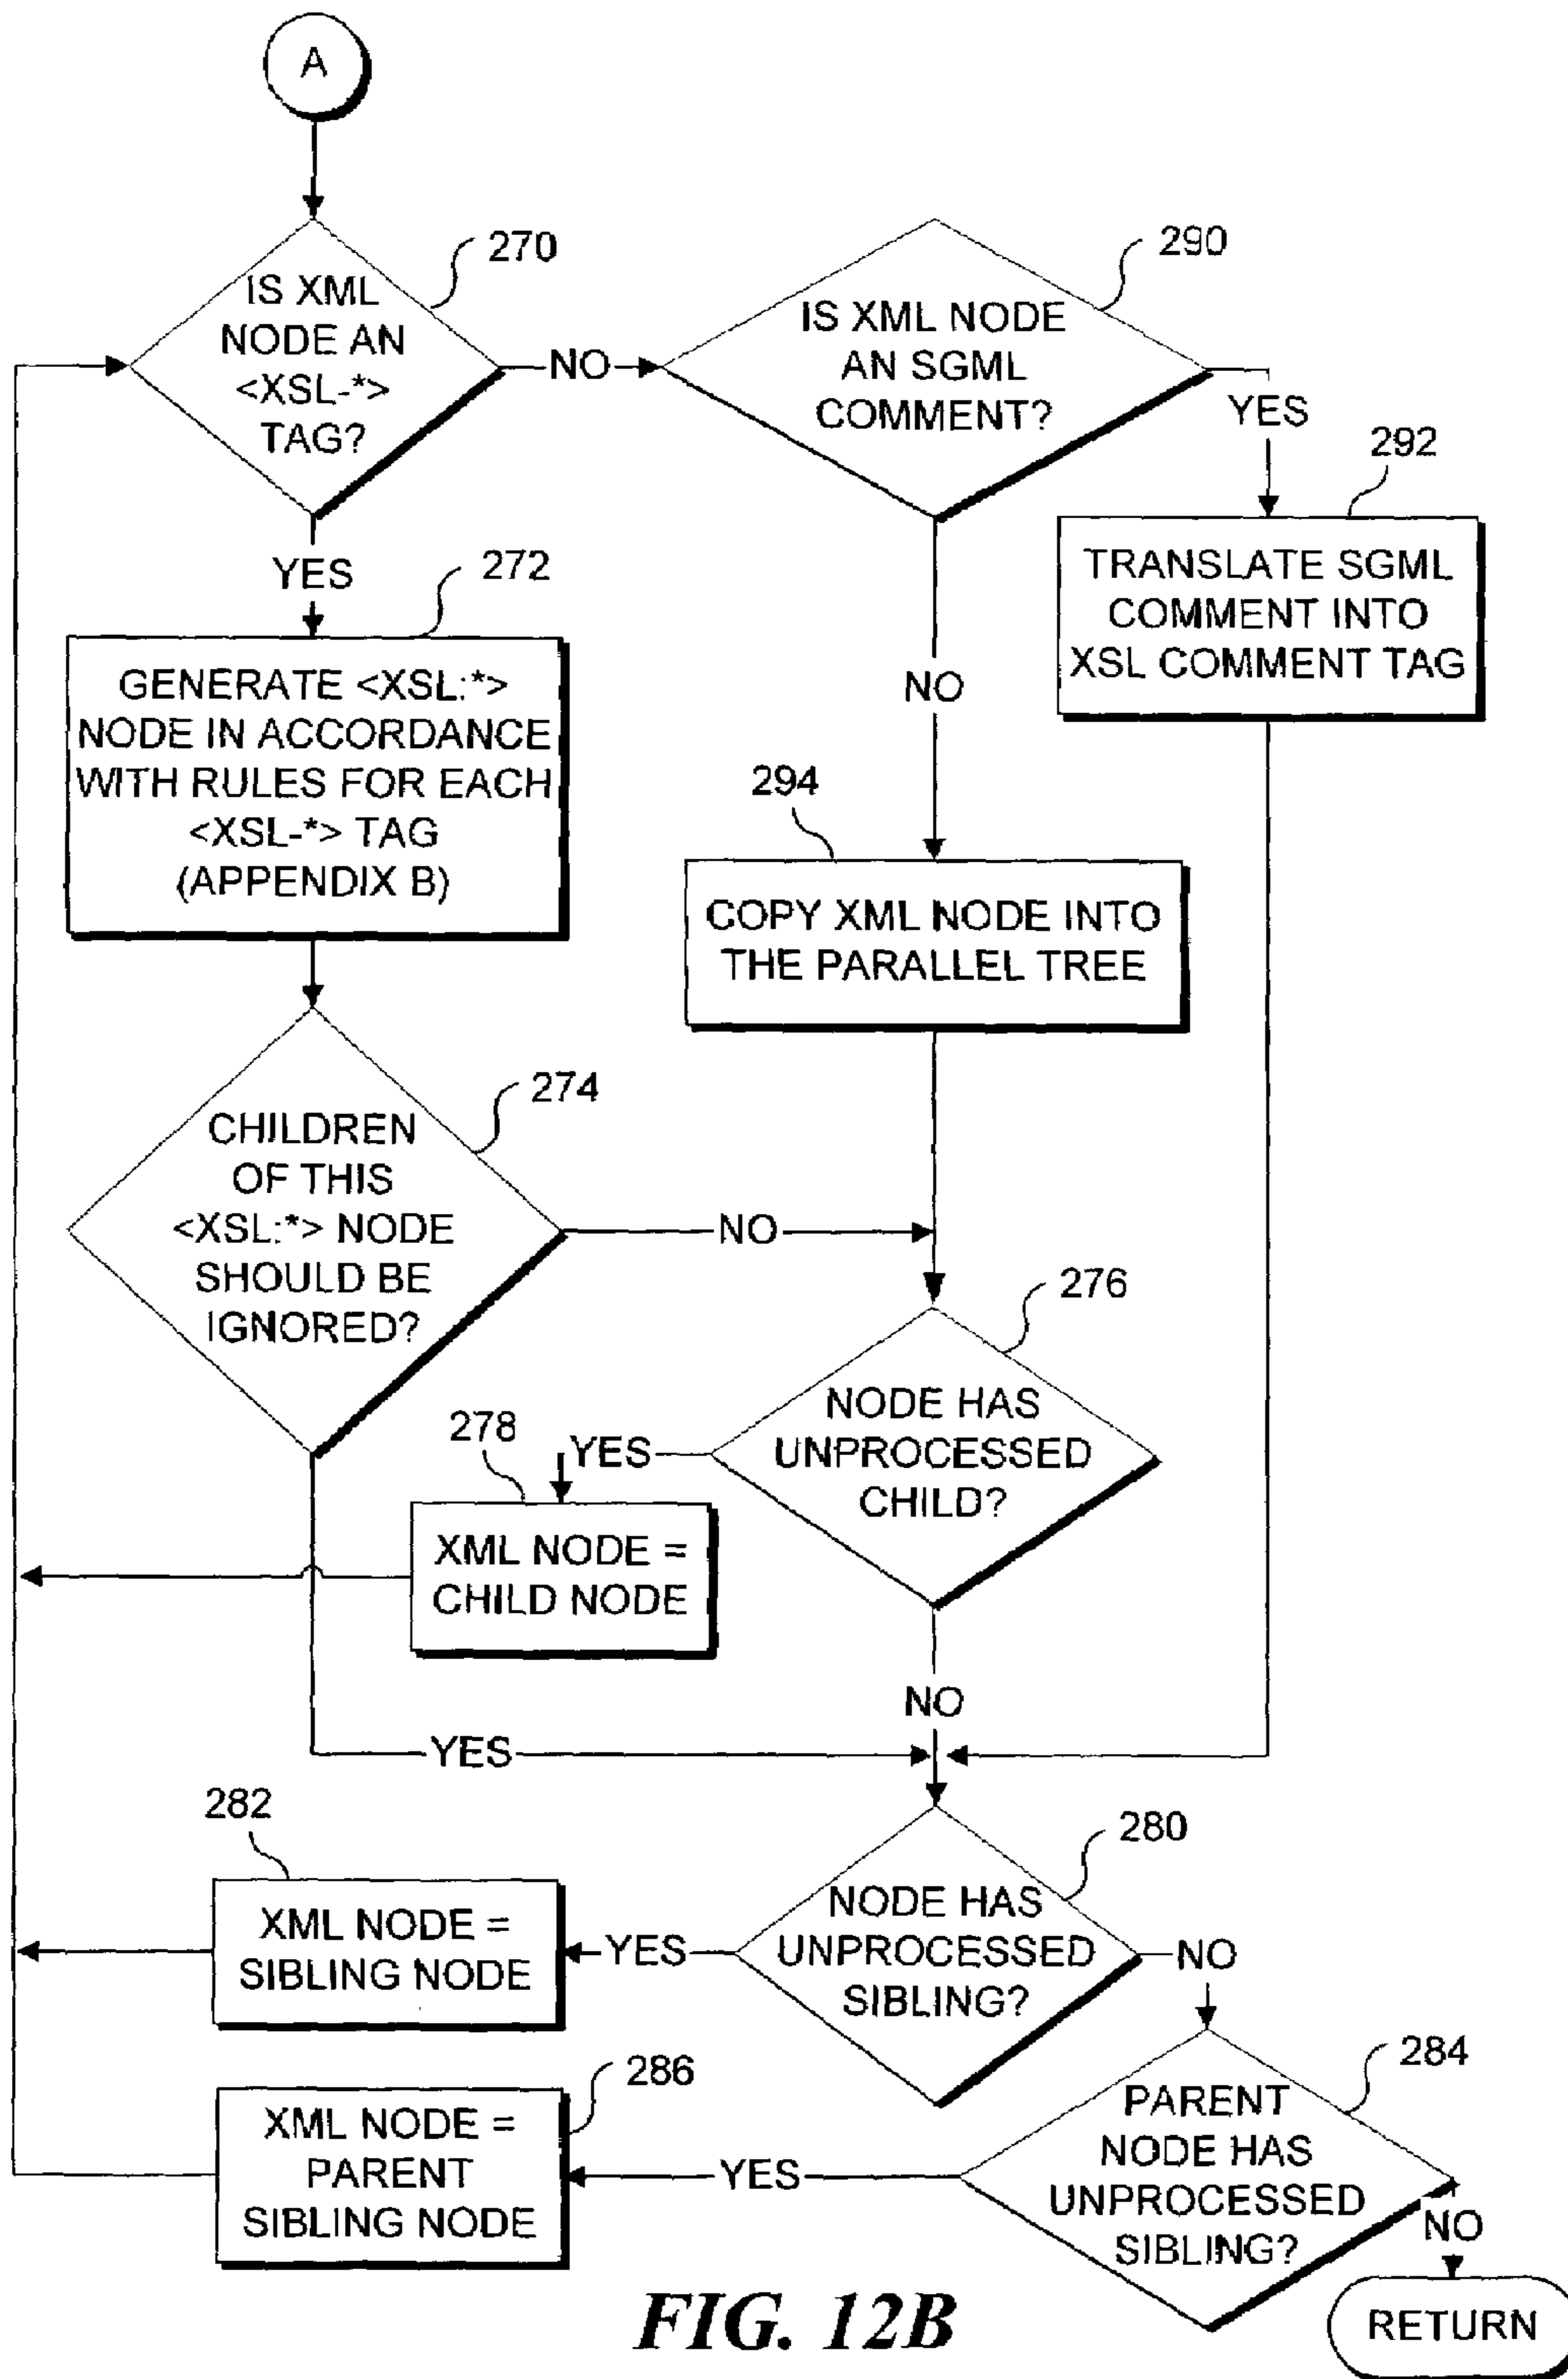 A
270
IS XML
NODE AN
<XSL-*>
TAG?
NO
290
IS XML NODE
AN SGML
COMMENT?
YES
292
TRANSLATE SGML
COMMENT INTO
XSL COMMENT TAG
YES
272
GENERATE <XSL:*>
NODE IN ACCORDANCE
WITH RULES FOR EACH
<XSL-*> TAG
(APPENDIX B)
NO
294
COPY XML NODE INTO
THE PARALLEL TREE
274
CHILDREN
OF THIS
<XSL:*> NODE
SHOULD BE
IGNORED?
NO
276
NODE HAS
UNPROCESSED
CHILD?
YES
278
XML NODE =
CHILD NODE
NO
YES
280
NODE HAS
UNPROCESSED
SIBLING?
YES
282
XML NODE =
SIBLING NODE
NO
284
PARENT
NODE HAS
UNPROCESSED
SIBLING?
YES
286
XML NODE =
PARENT
SIBLING NODE
NO
RETURN
FIG. 12B